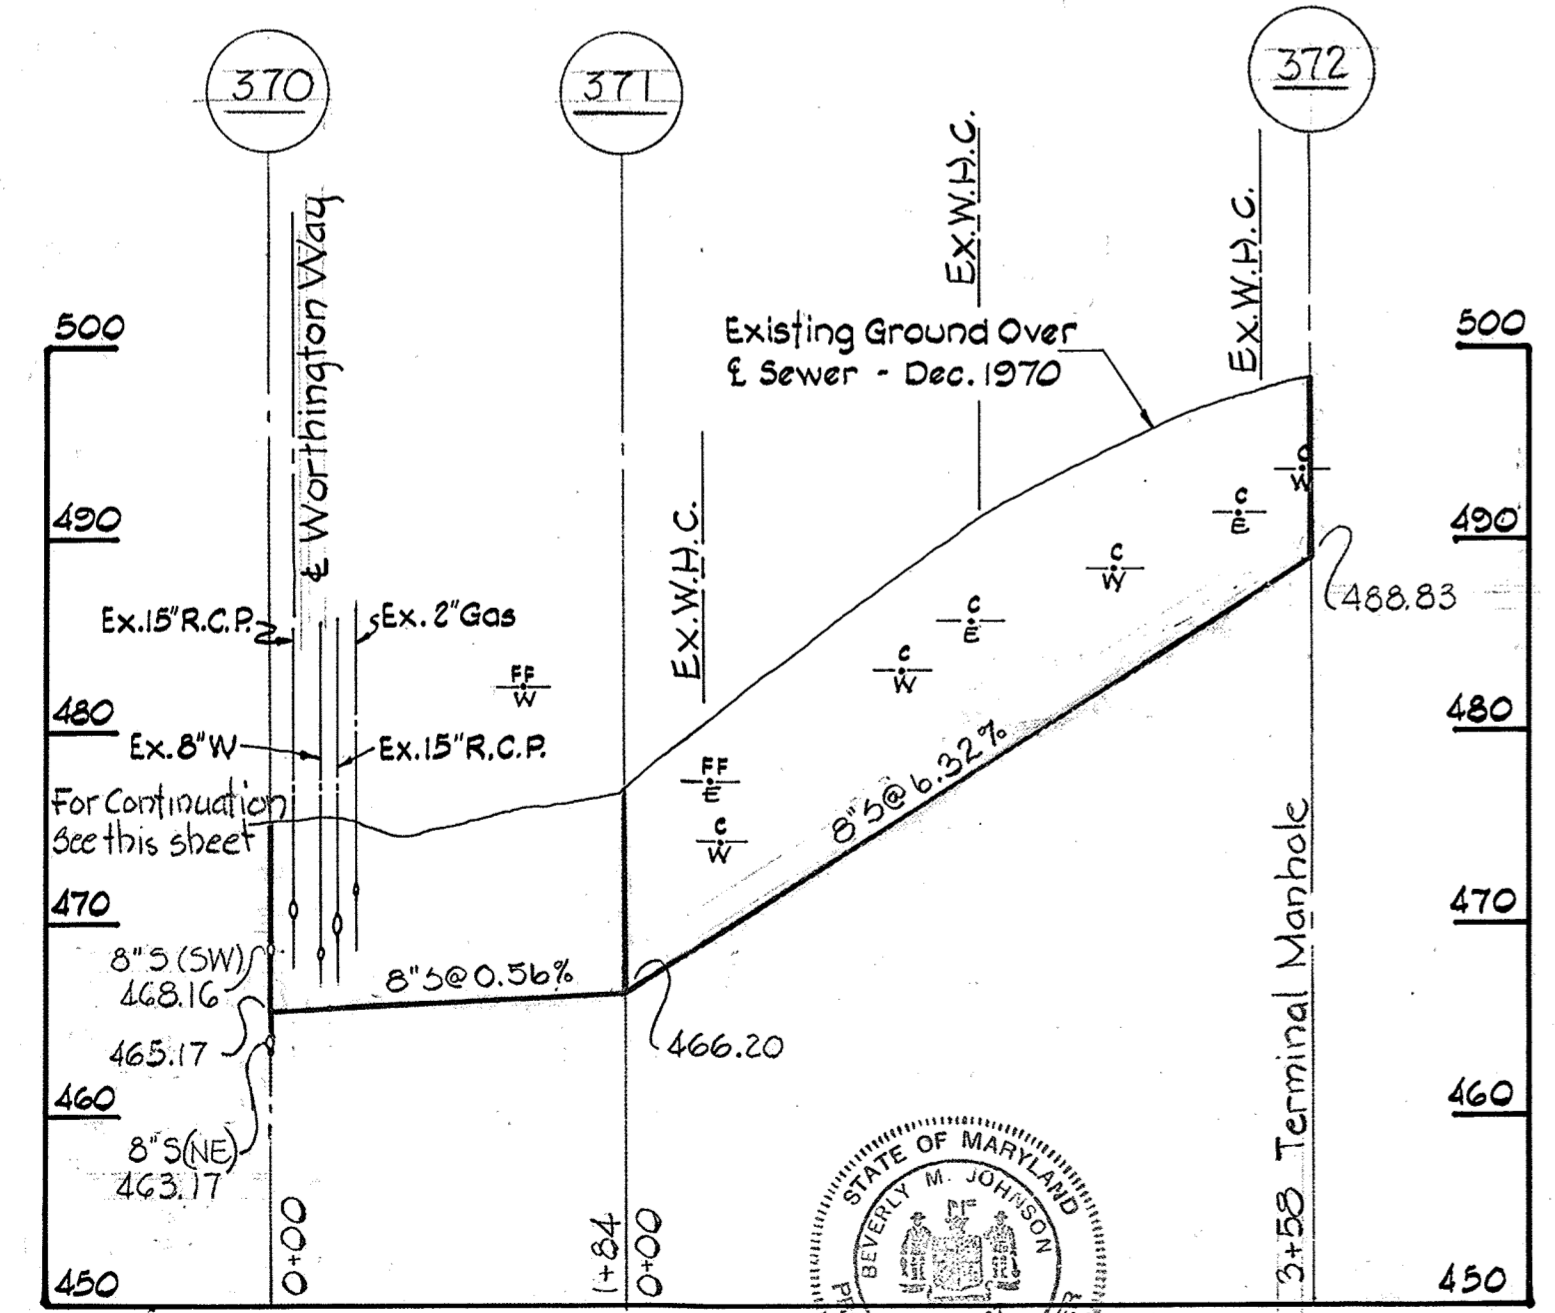 370
371
372
℄ Worthington Way
Ex.W.H.C.
Ex.W.H.C.
Ex.W.H.C.
Existing Ground Over
℄ Sewer - Dec. 1970
500
490
480
470
460
450
500
490
480
470
460
450
Ex.15"R.C.P.
Ex. 2"Gas
Ex.8"W
Ex.15"R.C.P.
For Continuation
See this sheet
FF
W
FF
E
C
W
C
W
C
E
C
W
C
E
C
W
8"S@0.56%
8"S@6.32%
8"S(SW)
468.16
465.17
8"S(NE)
463.17
466.20
488.83
0+00
1+84
0+00
3+58 Terminal Manhole
STATE OF MARYLAND
BEVERLY M. JOHNSON